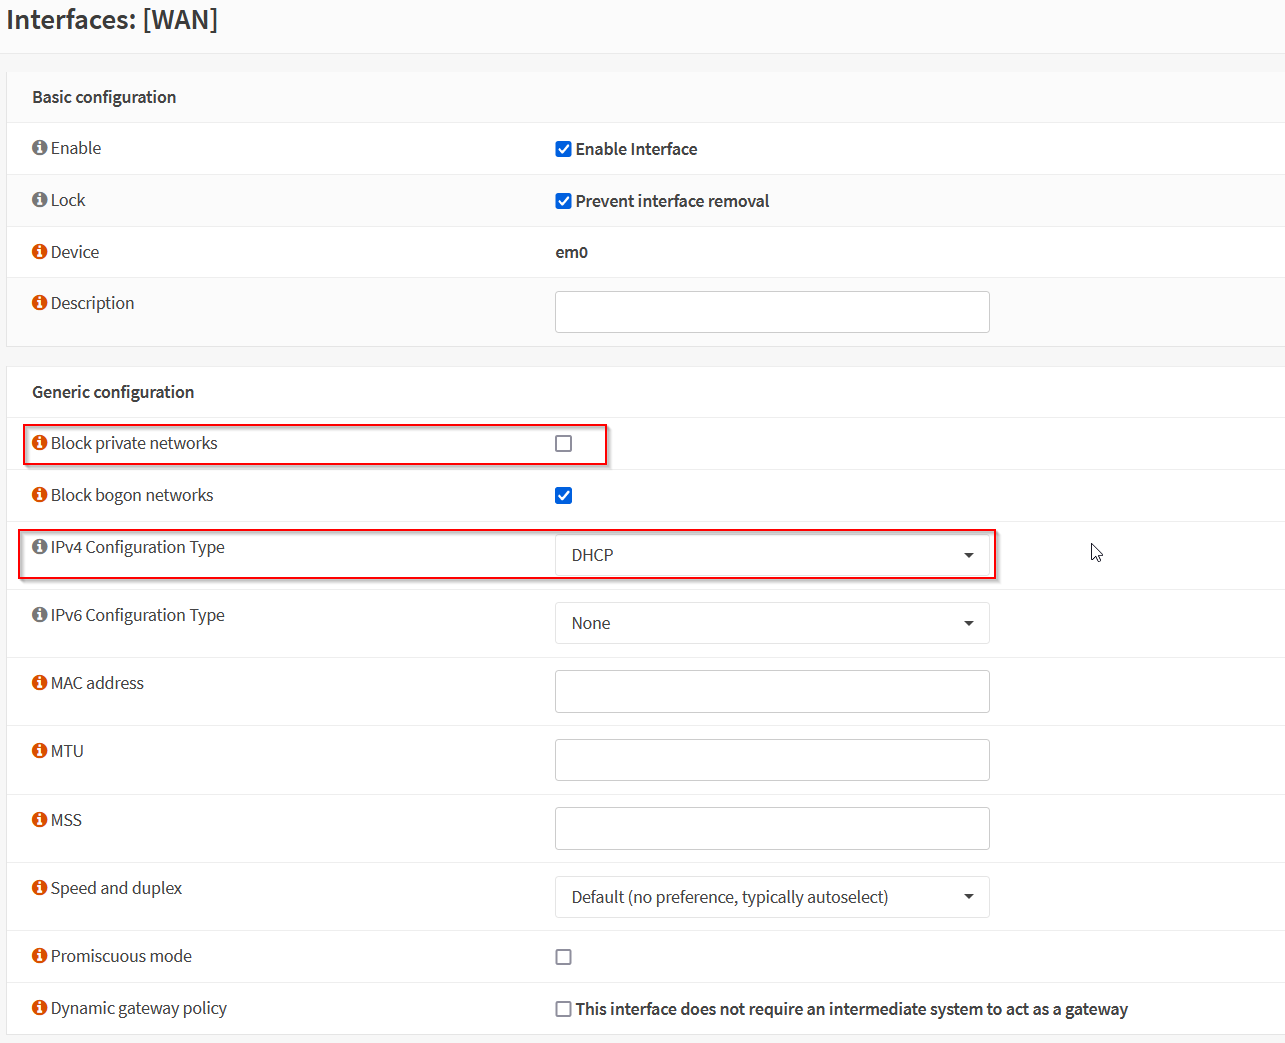 Interfaces: [WAN]
Basic configuration
Enable
Enable Interface
Lock
Prevent interface removal
Device
em0
Description
Generic configuration
Block private networks
Block bogon networks
IPv4 Configuration Type
DHCP
IPv6 Configuration Type
None
MAC address
MTU
MSS
Speed and duplex
Default (no preference, typically autoselect)
Promiscuous mode
Dynamic gateway policy
This interface does not require an intermediate system to act as a gateway